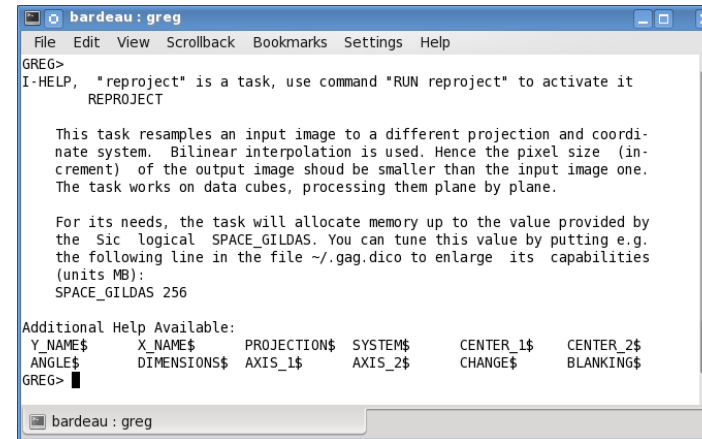 bardeau : greg
File Edit View Scrollback Bookmarks Settings Help
GREG>
I-HELP, "reproject" is a task, use command "RUN reproject" to activate it
REPROJECT
This task resamples an input image to a different projection and coordi-
nate system. Bilinear interpolation is used. Hence the pixel size (in-
crement) of the output image shoud be smaller than the input image one.
The task works on data cubes, processing them plane by plane.
For its needs, the task will allocate memory up to the value provided by
the Sic logical SPACE_GILDAS. You can tune this value by putting e.g.
the following line in the file ~/.gag.dico to enlarge its capabilities
(units MB):
SPACE_GILDAS 256
Additional Help Available:
Y_NAME$ X_NAME$ PROJECTION$ SYSTEM$ CENTER_1$ CENTER_2$
ANGLE$ DIMENSIONS$ AXIS_1$ AXIS_2$ CHANGE$ BLANKING$
GREG>
bardeau : greg